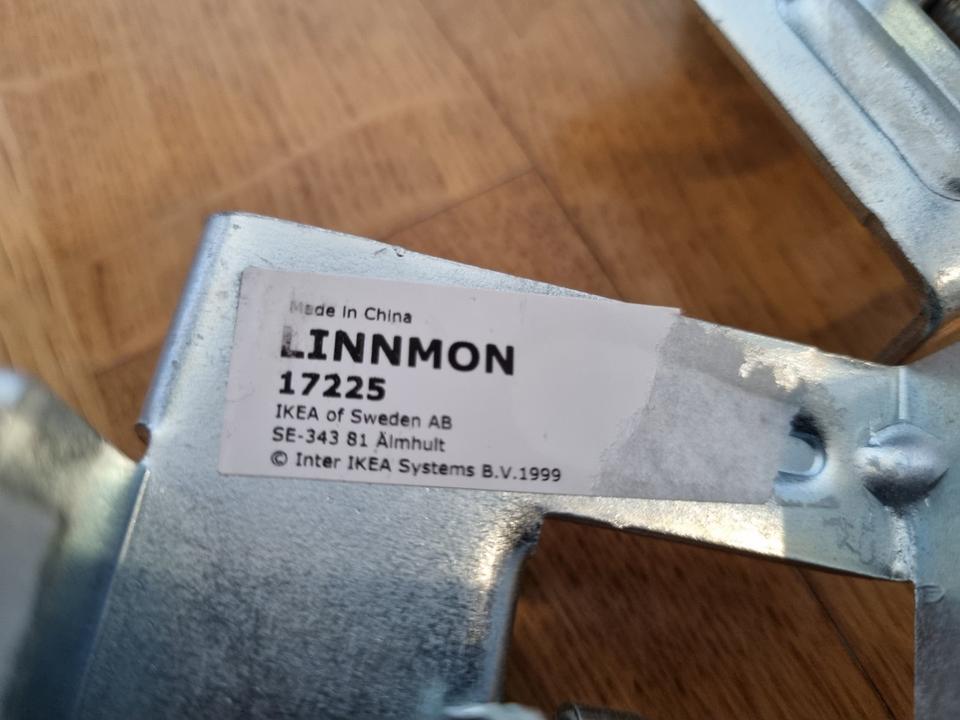 Made in China
LINNMON
17225
IKEA of Sweden AB
SE-343 81 Älmhult
© Inter IKEA Systems B.V.1999